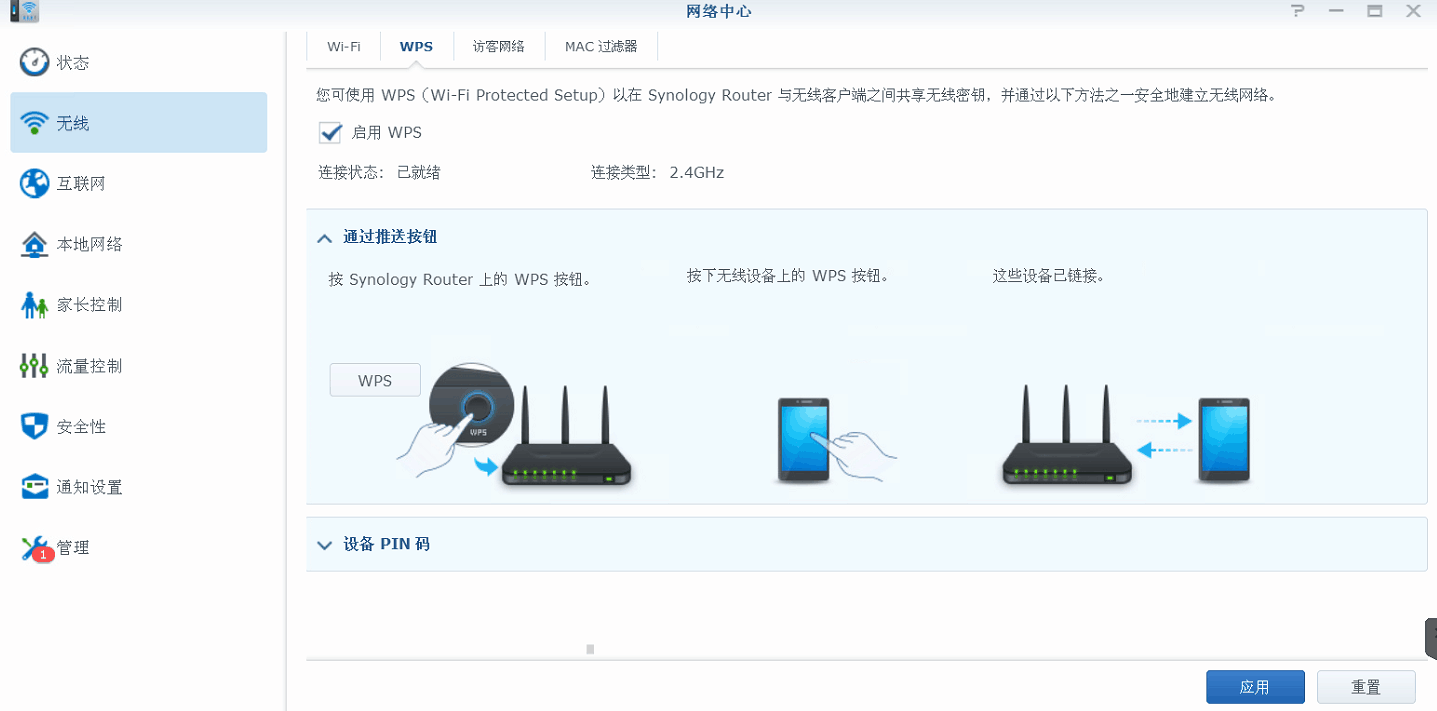 网络中心
状态
无线
互联网
本地网络
家长控制
流量控制
安全性
通知设置
1
管理
Wi-Fi
WPS
访客网络
MAC 过滤器
您可使用 WPS（Wi-Fi Protected Setup）以在 Synology Router 与无线客户端之间共享无线密钥，并通过以下方法之一安全地建立无线网络。
启用 WPS
连接状态： 已就绪
连接类型： 2.4GHz
通过推送按钮
按 Synology Router 上的 WPS 按钮。
按下无线设备上的 WPS 按钮。
这些设备已链接。
WPS
WPS
设备 PIN 码
应用
重置